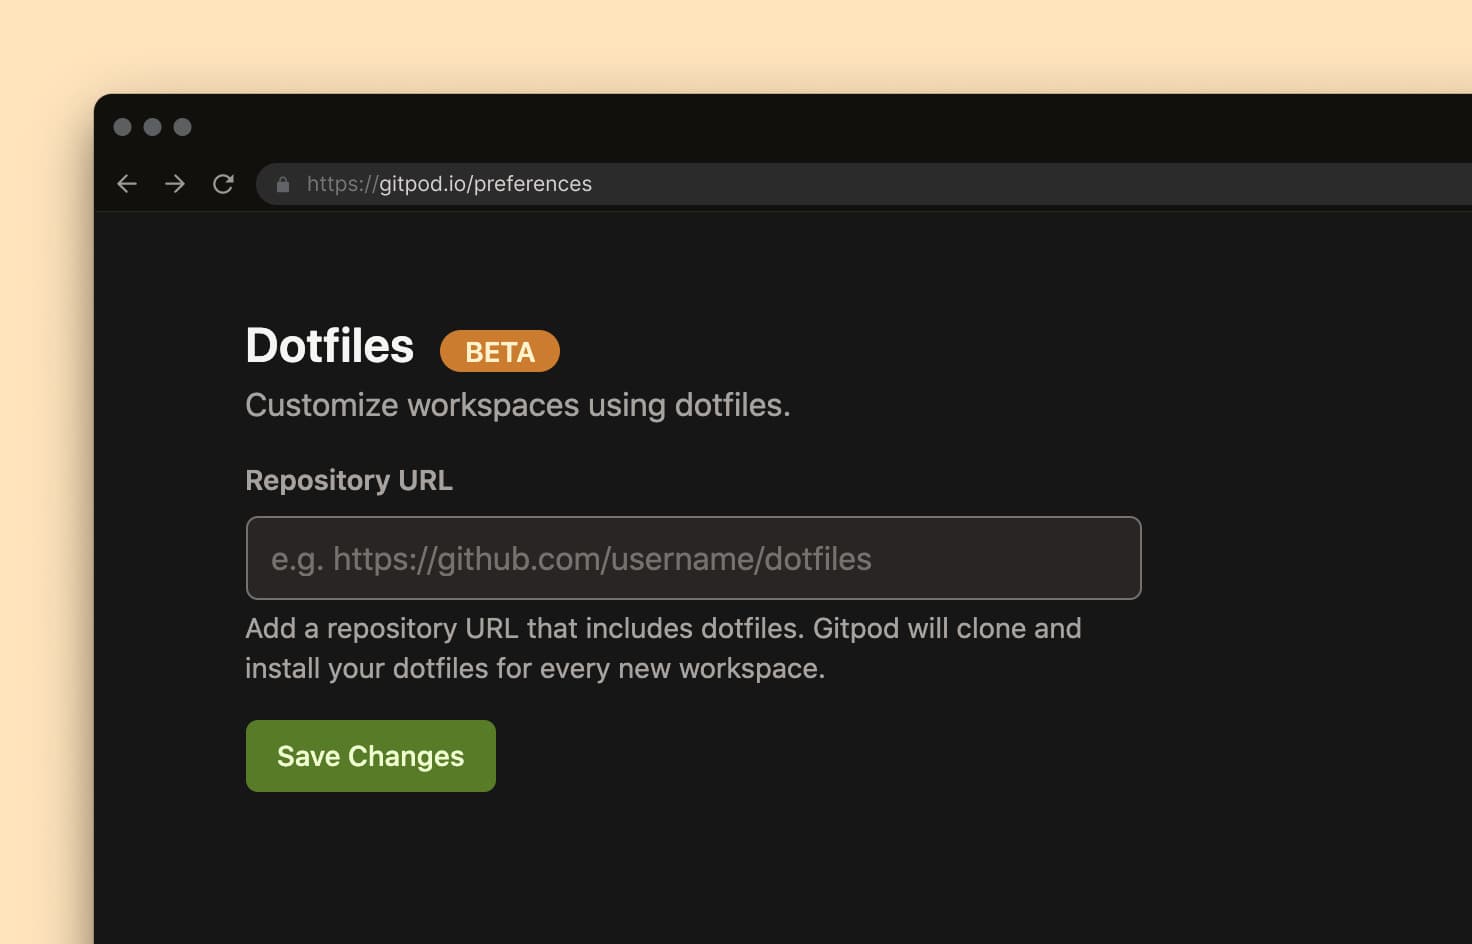 https://gitpod.io/preferences
Dotfiles BETA
Customize workspaces using dotfiles.
Repository URL
e.g. https://github.com/username/dotfiles
Add a repository URL that includes dotfiles. Gitpod will clone and
install your dotfiles for every new workspace.
Save Changes